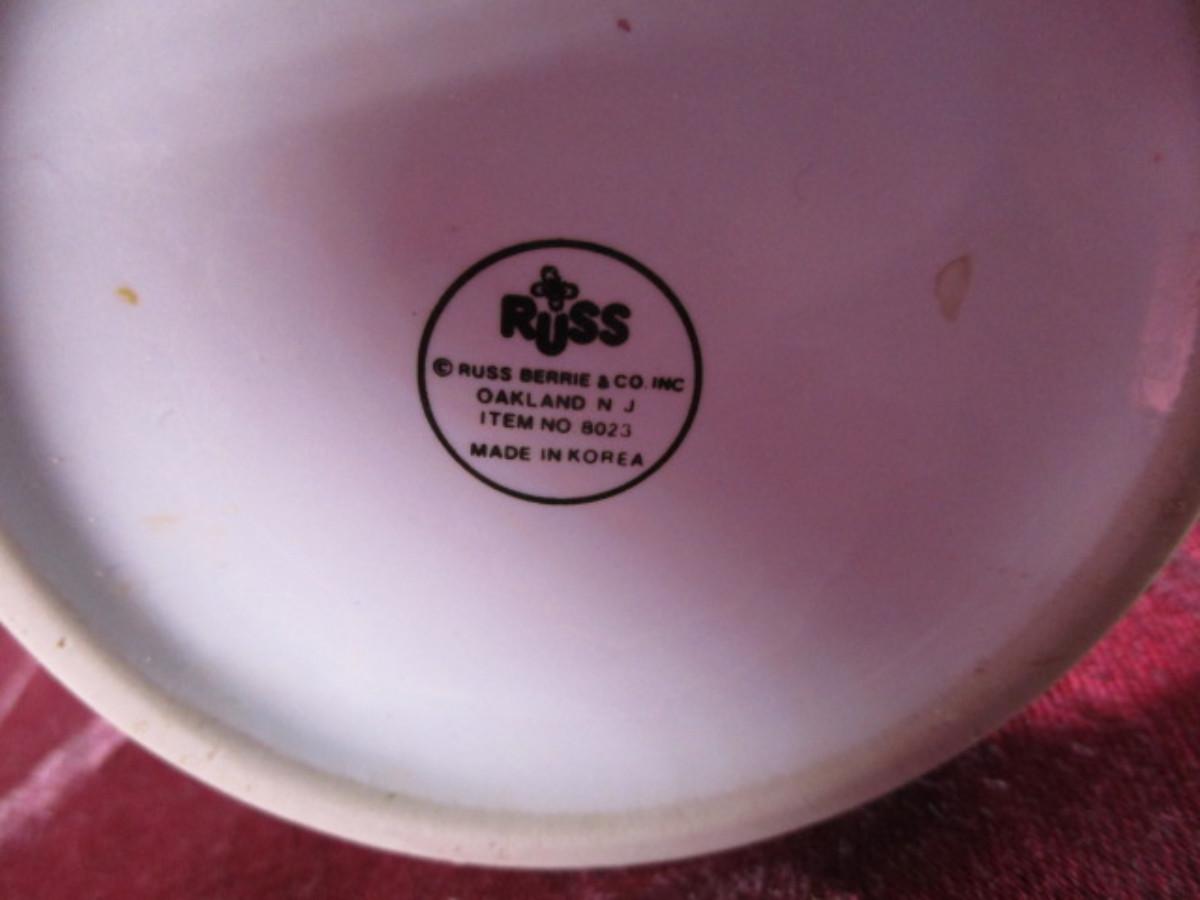 RUSS
© RUSS BERRIE & CO. INC
OAKLAND N J
ITEM NO 8023
MADE IN KOREA